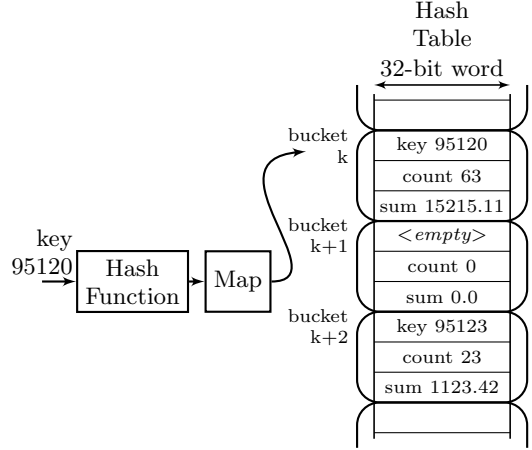 Hash
Table
32-bit word
bucket
k
key 95120
count 63
sum 15215.11
bucket
k+1
<empty>
count 0
sum 0.0
bucket
k+2
key 95123
count 23
sum 1123.42
key
95120
Hash
Function
Map